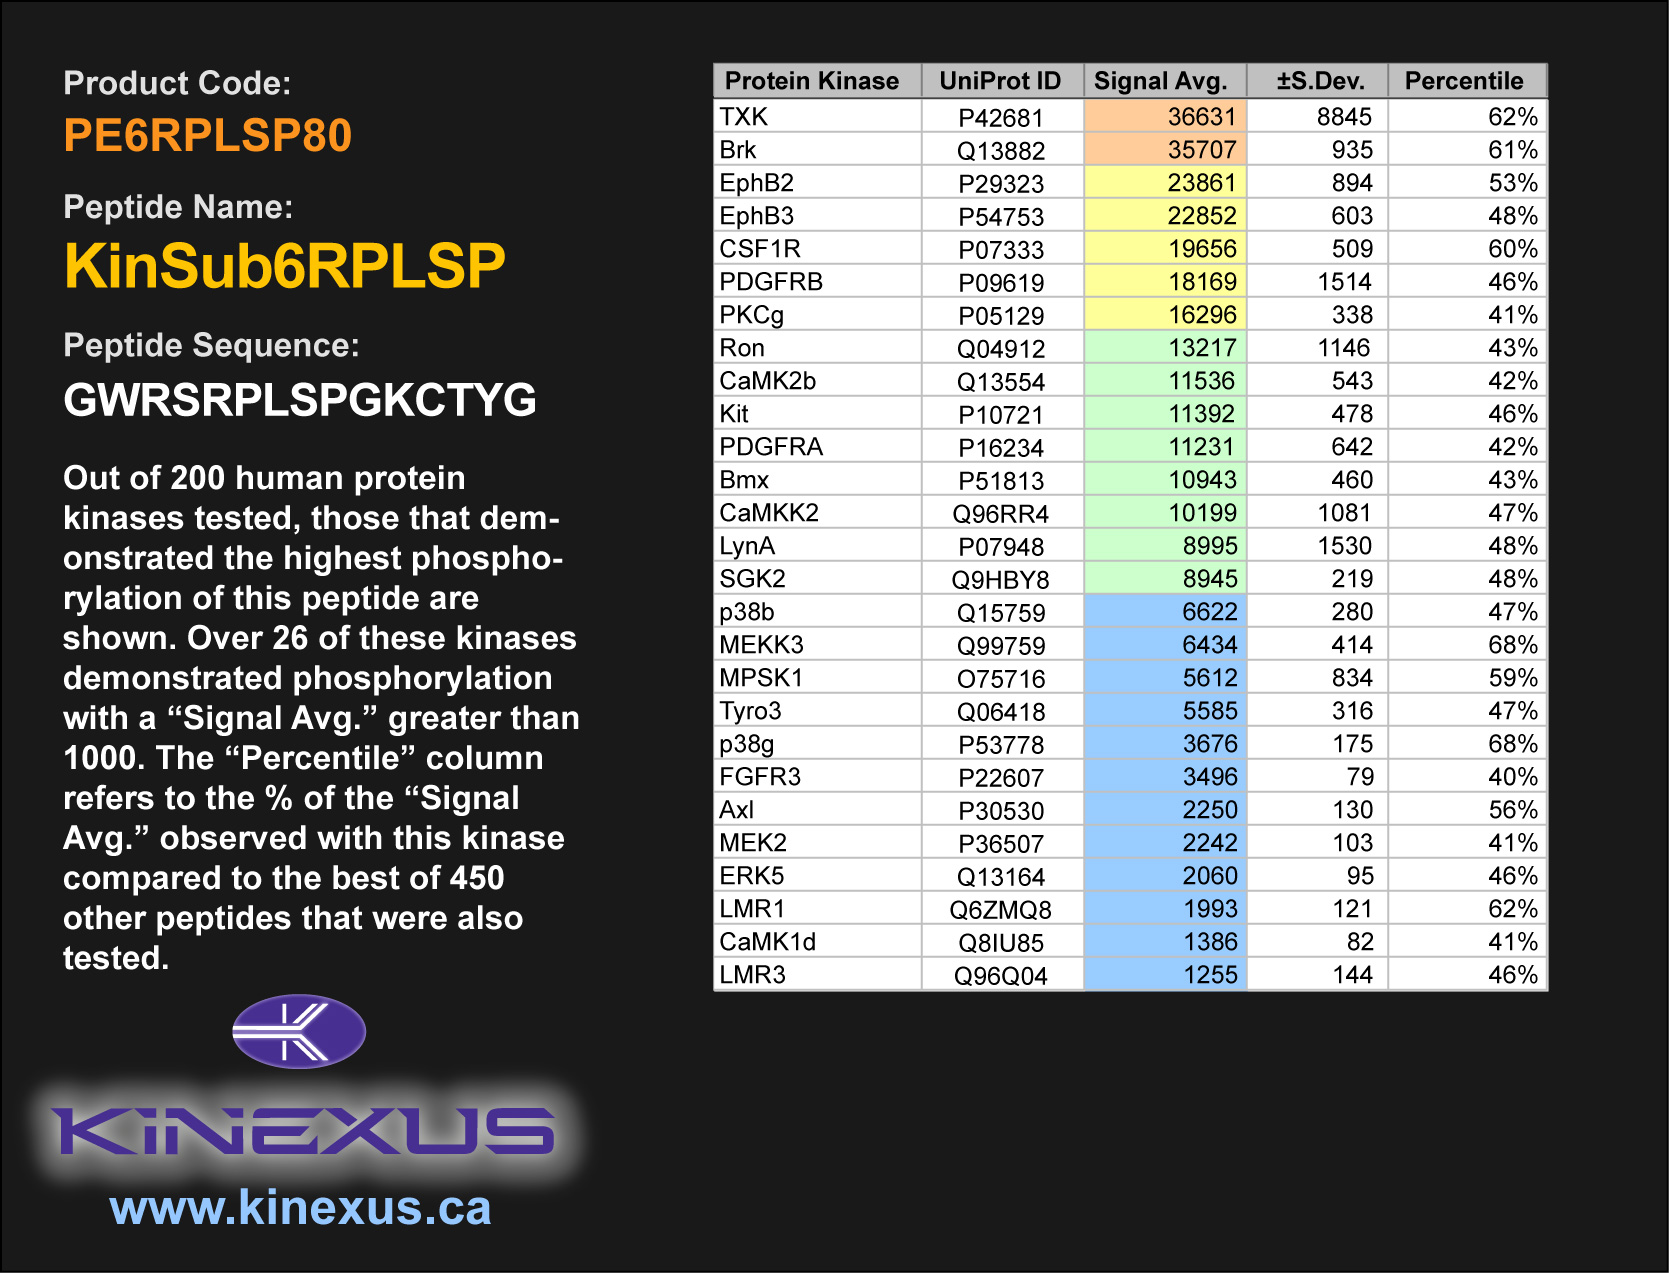 Product Code:
PE6RPLSP80
Peptide Name:
KinSub6RPLSP
Peptide Sequence:
GWRSRPLSPGKCTYG
Out of 200 human protein
kinases tested, those that dem-
onstrated the highest phospho-
rylation of this peptide are
shown. Over 26 of these kinases
demonstrated phosphorylation
with a “Signal Avg.” greater than
1000. The “Percentile” column
refers to the % of the “Signal
Avg.” observed with this kinase
compared to the best of 450
other peptides that were also
tested.
KINEXUS
www.kinexus.ca
Protein Kinase UniProt ID Signal Avg. ±S.Dev. Percentile
TXK P42681 36631 8845 62%
Brk Q13882 35707 935 61%
EphB2 P29323 23861 894 53%
EphB3 P54753 22852 603 48%
CSF1R P07333 19656 509 60%
PDGFRB P09619 18169 1514 46%
PKCg P05129 16296 338 41%
Ron Q04912 13217 1146 43%
CaMK2b Q13554 11536 543 42%
Kit P10721 11392 478 46%
PDGFRA P16234 11231 642 42%
Bmx P51813 10943 460 43%
CaMKK2 Q96RR4 10199 1081 47%
LynA P07948 8995 1530 48%
SGK2 Q9HBY8 8945 219 48%
p38b Q15759 6622 280 47%
MEKK3 Q99759 6434 414 68%
MPSK1 O75716 5612 834 59%
Tyro3 Q06418 5585 316 47%
p38g P53778 3676 175 68%
FGFR3 P22607 3496 79 40%
Axl P30530 2250 130 56%
MEK2 P36507 2242 103 41%
ERK5 Q13164 2060 95 46%
LMR1 Q6ZMQ8 1993 121 62%
CaMK1d Q8IU85 1386 82 41%
LMR3 Q96Q04 1255 144 46%